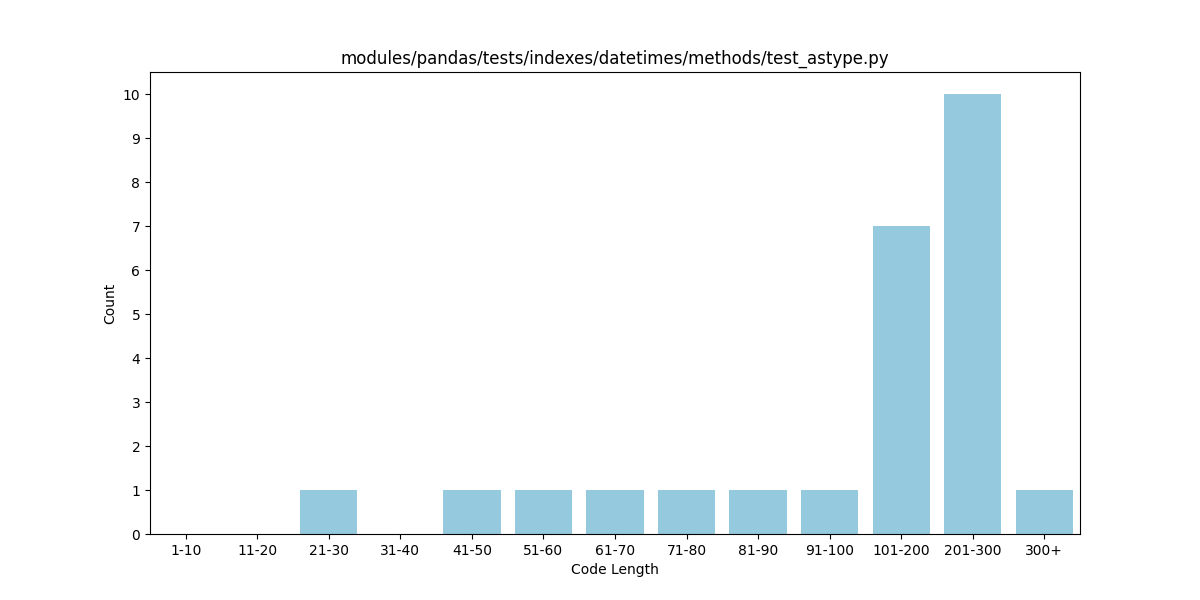 modules/pandas/tests/indexes/datetimes/methods/test_astype.py
10
9
8
7
6
5
4
3
2
1
0
Count
1-10 11-20 21-30 31-40 41-50 51-60 61-70 71-80 81-90 91-100 101-200 201-300 300+
Code Length